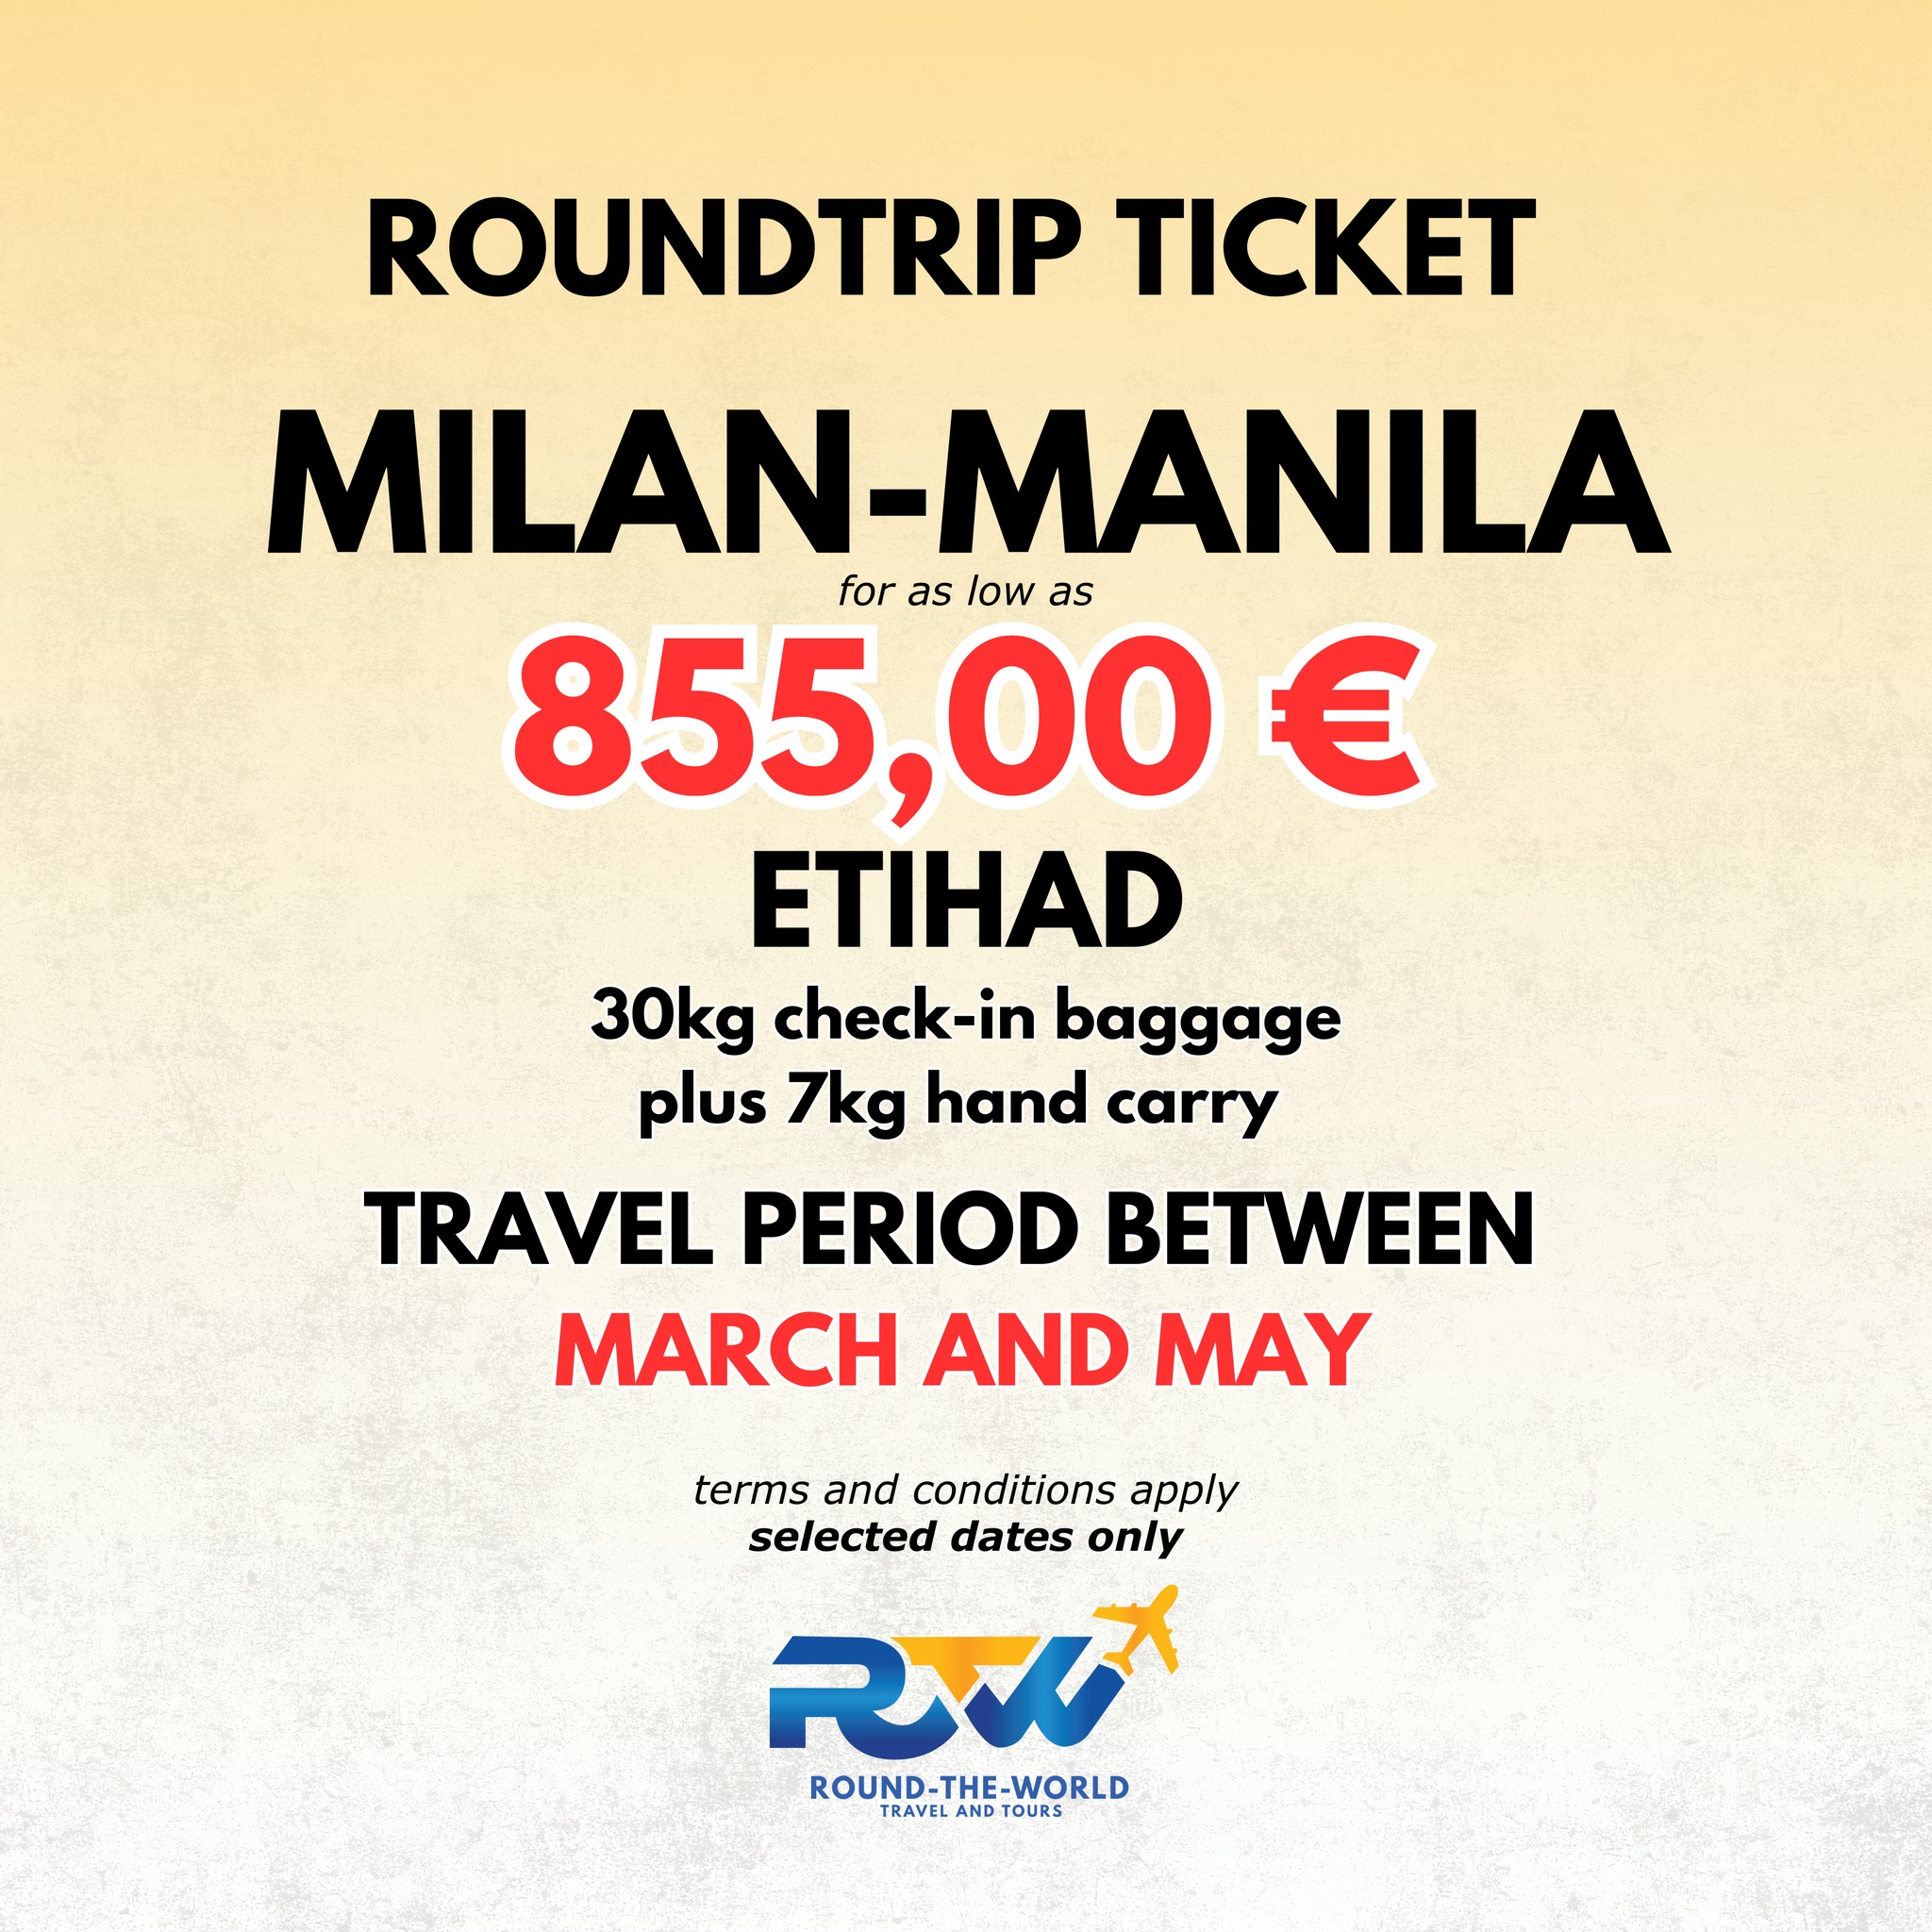 ROUNDTRIP TICKET
MILAN-MANILA
for as low as
855,00 €
ETIHAD
30kg check-in baggage
plus 7kg hand carry
TRAVEL PERIOD BETWEEN
MARCH AND MAY
terms and conditions apply
selected dates only
RTW
ROUND-THE-WORLD
TRAVEL AND TOURS